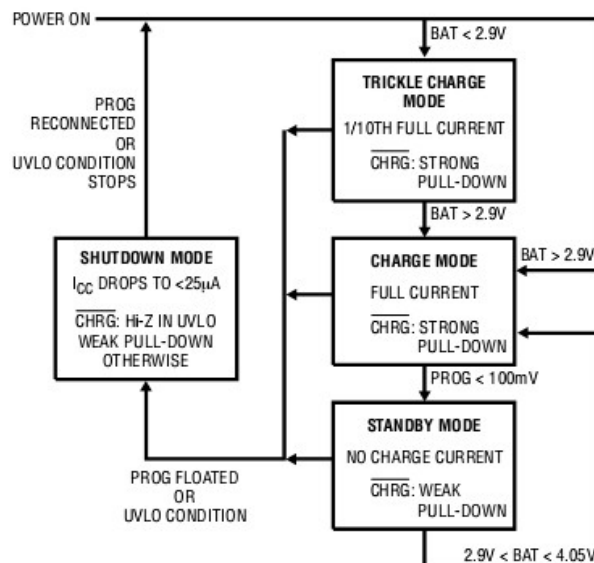 POWER ON
BAT < 2.9V
TRICKLE CHARGE
MODE
1/10TH FULL CURRENT
CHRG: STRONG
PULL-DOWN
PROG
RECONNECTED
OR
UVLO CONDITION
STOPS
BAT > 2.9V
SHUTDOWN MODE
ICC DROPS TO <25µA
CHRG: Hi-Z IN UVLO
WEAK PULL-DOWN
OTHERWISE
CHARGE MODE
FULL CURRENT
CHRG: STRONG
PULL-DOWN
BAT > 2.9V
PROG < 100mV
STANDBY MODE
NO CHARGE CURRENT
CHRG: WEAK
PULL-DOWN
PROG FLOATED
OR
UVLO CONDITION
2.9V < BAT < 4.05V